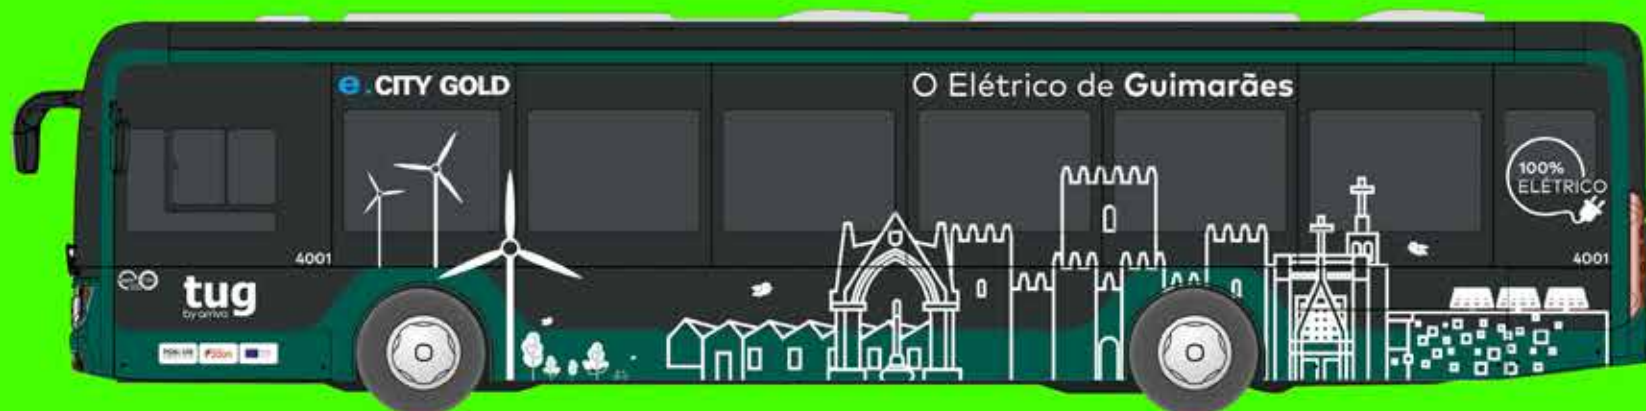 e.CITY GOLD
O Elétrico de Guimarães
100%
ELÉTRICO
4001
4001
tug
by arriva